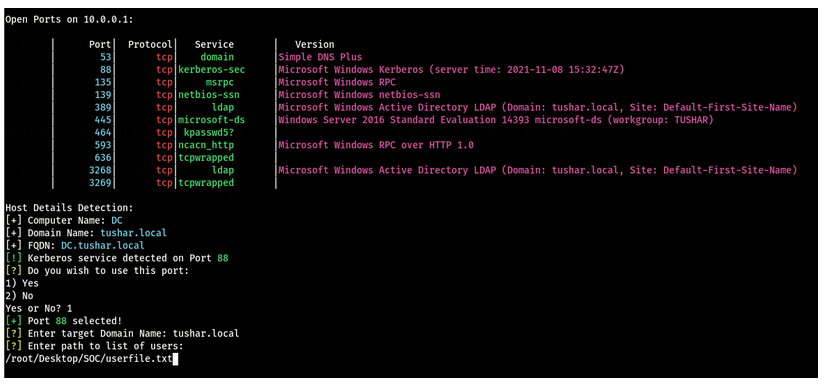 Open Ports on 10.0.0.1:
| Port| Protocol| Service | Version
| 53| tcp| domain |Simple DNS Plus
| 88| tcp|kerberos-sec |Microsoft Windows Kerberos (server time: 2021-11-08 15:32:47Z)
| 135| tcp| msrpc |Microsoft Windows RPC
| 139| tcp|netbios-ssn |Microsoft Windows netbios-ssn
| 389| tcp| ldap |Microsoft Windows Active Directory LDAP (Domain: tushar.local, Site: Default-First-Site-Name)
| 445| tcp|microsoft-ds |Windows Server 2016 Standard Evaluation 14393 microsoft-ds (workgroup: TUSHAR)
| 464| tcp| kpasswd5? |
| 593| tcp|ncacn_http |Microsoft Windows RPC over HTTP 1.0
| 636| tcp|tcpwrapped |
| 3268| tcp| ldap |Microsoft Windows Active Directory LDAP (Domain: tushar.local, Site: Default-First-Site-Name)
| 3269| tcp|tcpwrapped |
Host Details Detection:
[+] Computer Name: DC
[+] Domain Name: tushar.local
[+] FQDN: DC.tushar.local
[!] Kerberos service detected on Port 88
[?] Do you wish to use this port:
1) Yes
2) No
Yes or No? 1
[+] Port 88 selected!
[?] Enter target Domain Name: tushar.local
[?] Enter path to list of users:
/root/Desktop/SOC/userfile.txt